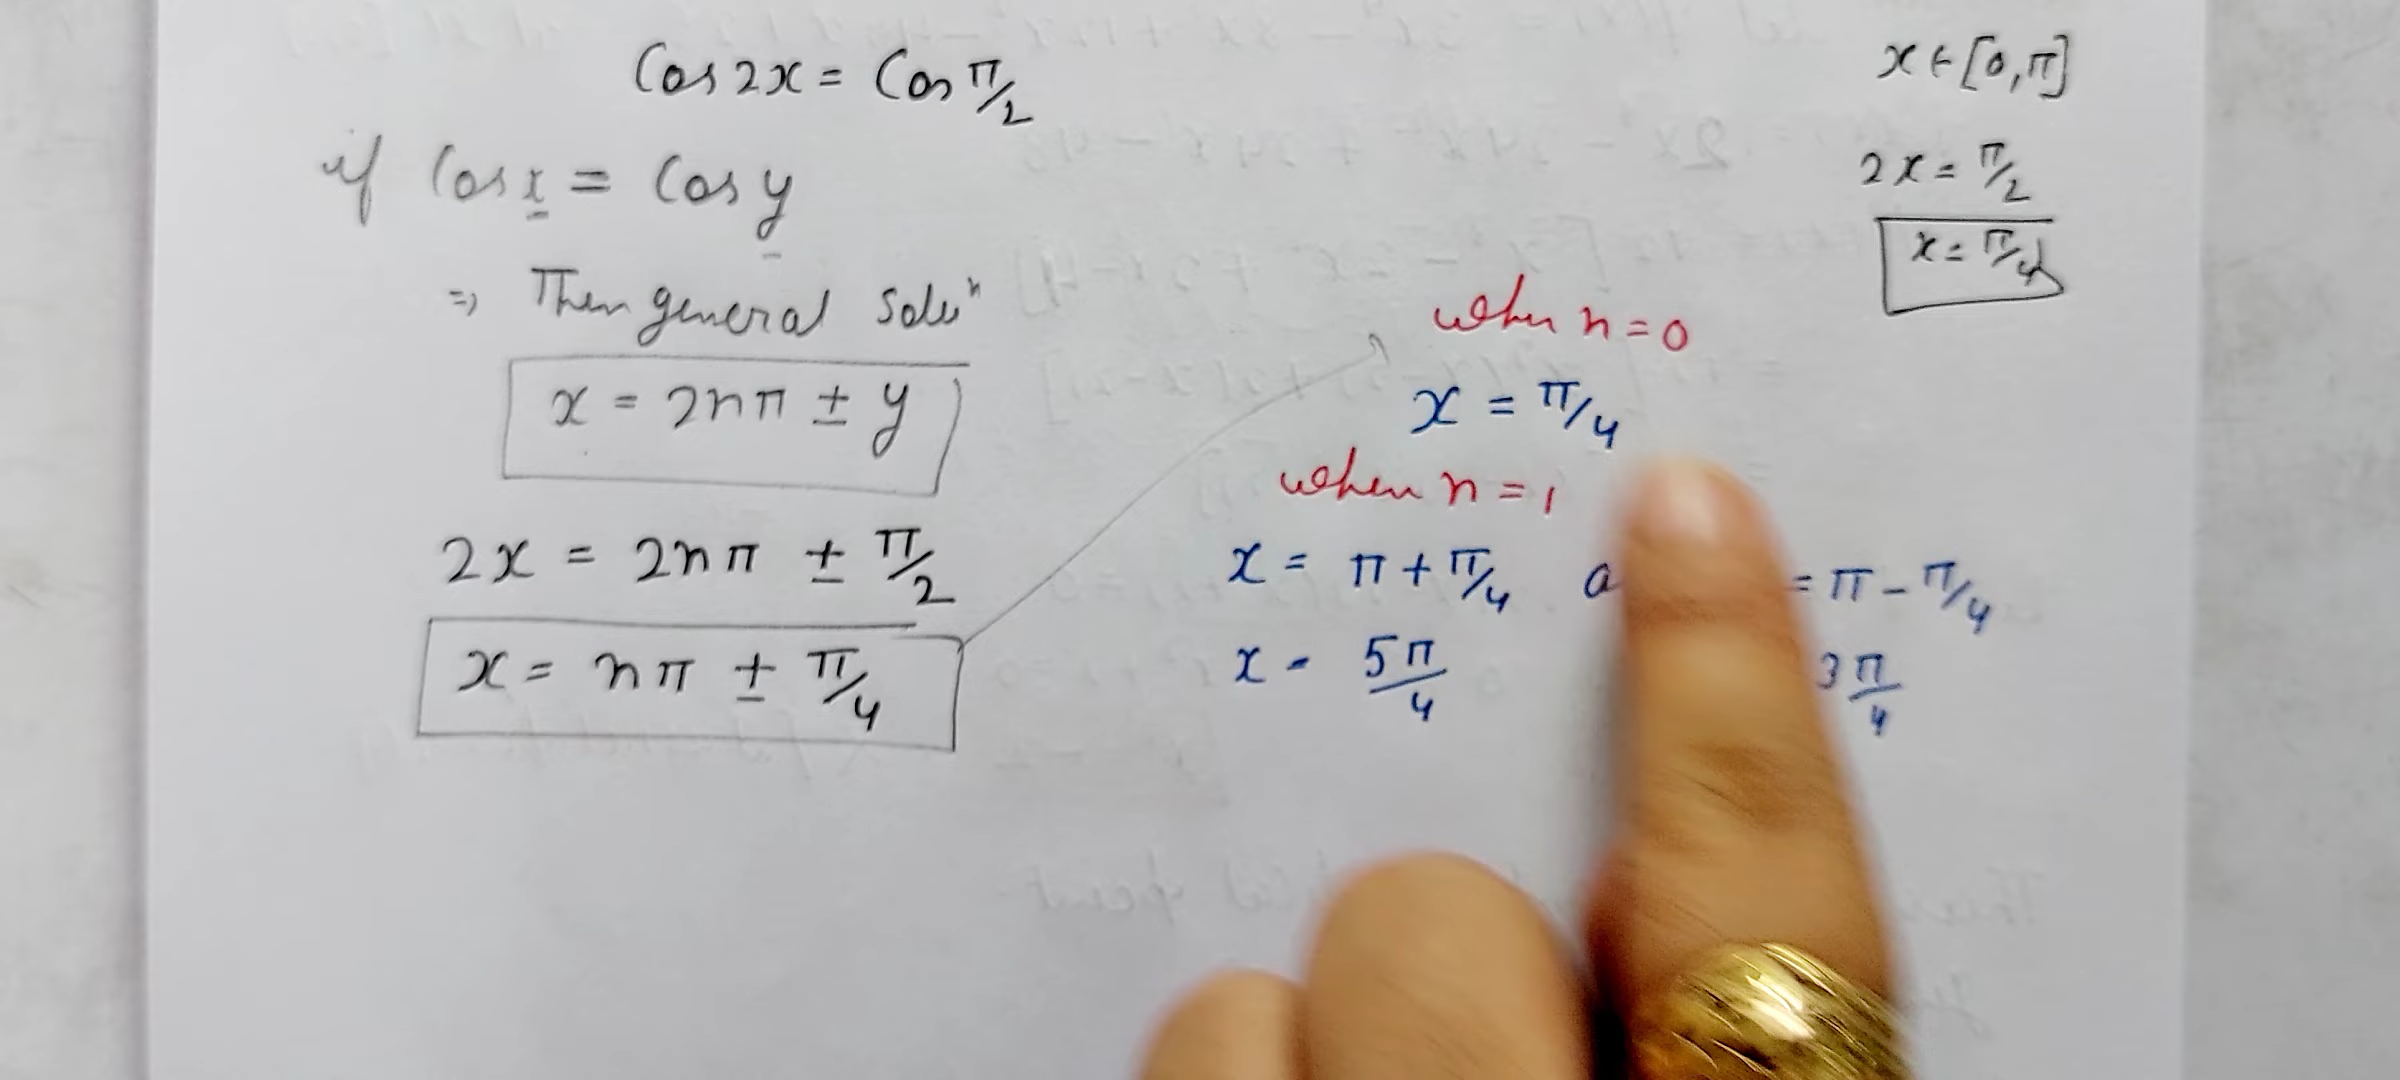 Cos 2x = Cos π/2
if Cos x = Cos y
⇒ Then general Soluⁿ
x = 2nπ ± y
2x = 2nπ ± π/2
x = nπ ± π/4
x ∈ [0, π]
2x = π/2
x = π/4
when n = 0
x = π/4
when n = 1
x = π + π/4 = π - π/4
x = 5π/4 3π/4